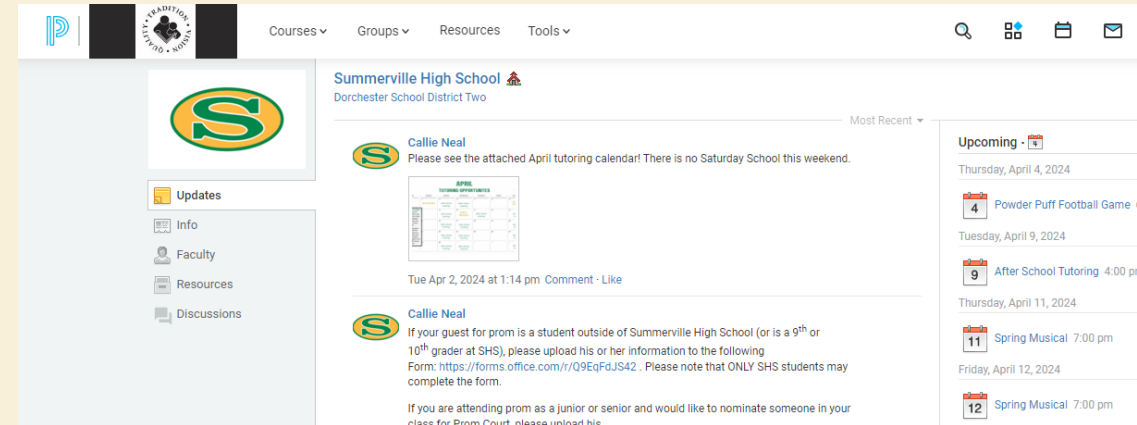 TRADITION
QUALITY
VISION
Courses
Groups
Resources
Tools
Summerville High School
Dorchester School District Two
Most Recent
Updates
Info
Faculty
Resources
Discussions
Callie Neal
Please see the attached April tutoring calendar! There is no Saturday School this weekend.
APRIL
TUTORING OPPORTUNITES
Tue Apr 2, 2024 at 1:14 pm Comment · Like
Callie Neal
If your guest for prom is a student outside of Summerville High School (or is a 9th or
10th grader at SHS), please upload his or her information to the following
Form: https://forms.office.com/r/Q9EqFdJS42 . Please note that ONLY SHS students may
complete the form.
If you are attending prom as a junior or senior and would like to nominate someone in your
class for Prom Court, please upload his
Upcoming ·
Thursday, April 4, 2024
4 Powder Puff Football Game
Tuesday, April 9, 2024
9 After School Tutoring 4:00 pm
Thursday, April 11, 2024
11 Spring Musical 7:00 pm
Friday, April 12, 2024
12 Spring Musical 7:00 pm